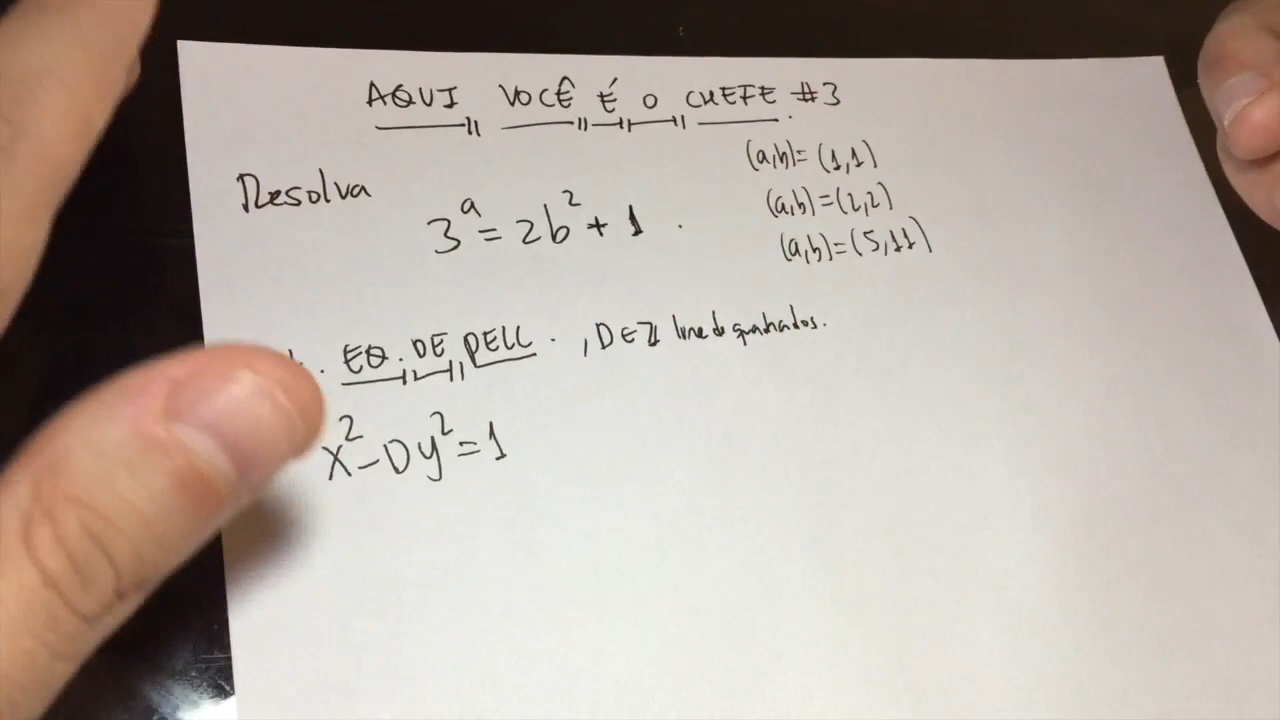 AQUI VOCÊ É O CHEFE #3
Resolva
3^a = 2b^2 + 1.
(a,b)=(1,1)
(a,b)=(2,2)
(a,b)=(5,11)
. EQ. DE PELL. , D∈ℤ livre de quadrados.
x^2-Dy^2=1